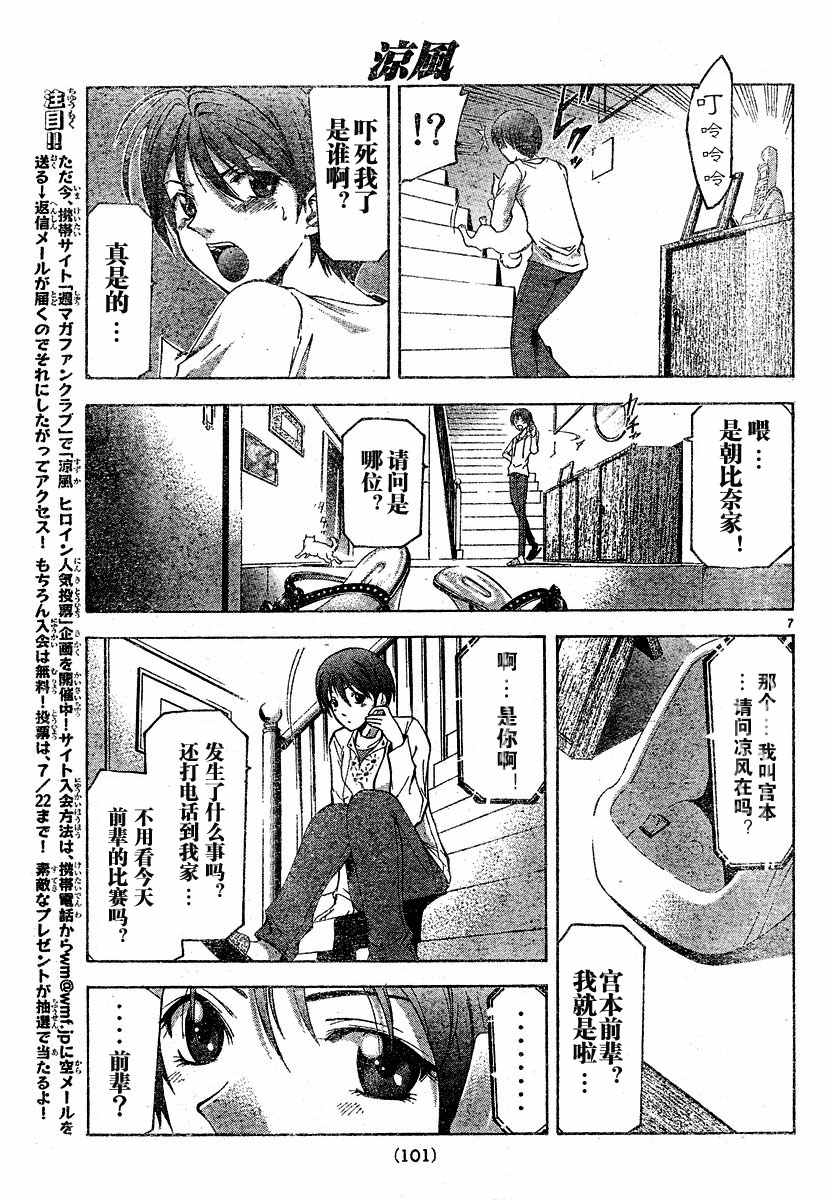 涼風
叮
呤
呤
呤
!?
吓死我了
是谁啊?
真是的…
喂…
是朝比奈家!
请问是
哪位?
7
那个…我叫宫本
…请问凉风在吗?
宫本前辈?
我就是啦…
啊…是你啊!
发生了什么事吗?
还打电话到我家…
不用看今天
前辈的比赛吗?
‥‥‥‥
‥‥前辈?
(101)
注目!!
ただ今、携帯サイト「週マガファンクラブ」で「涼風 ヒロイン人気投票」企画を開催中!サイト入会方法は、携帯電話からwm@wmf.jpに空メールを
送る→返信メールが届くのでそれにしたがってアクセス! もちろん入会は無料!投票は、7/22まで! 素敵なプレゼントが抽選で当たるよ!